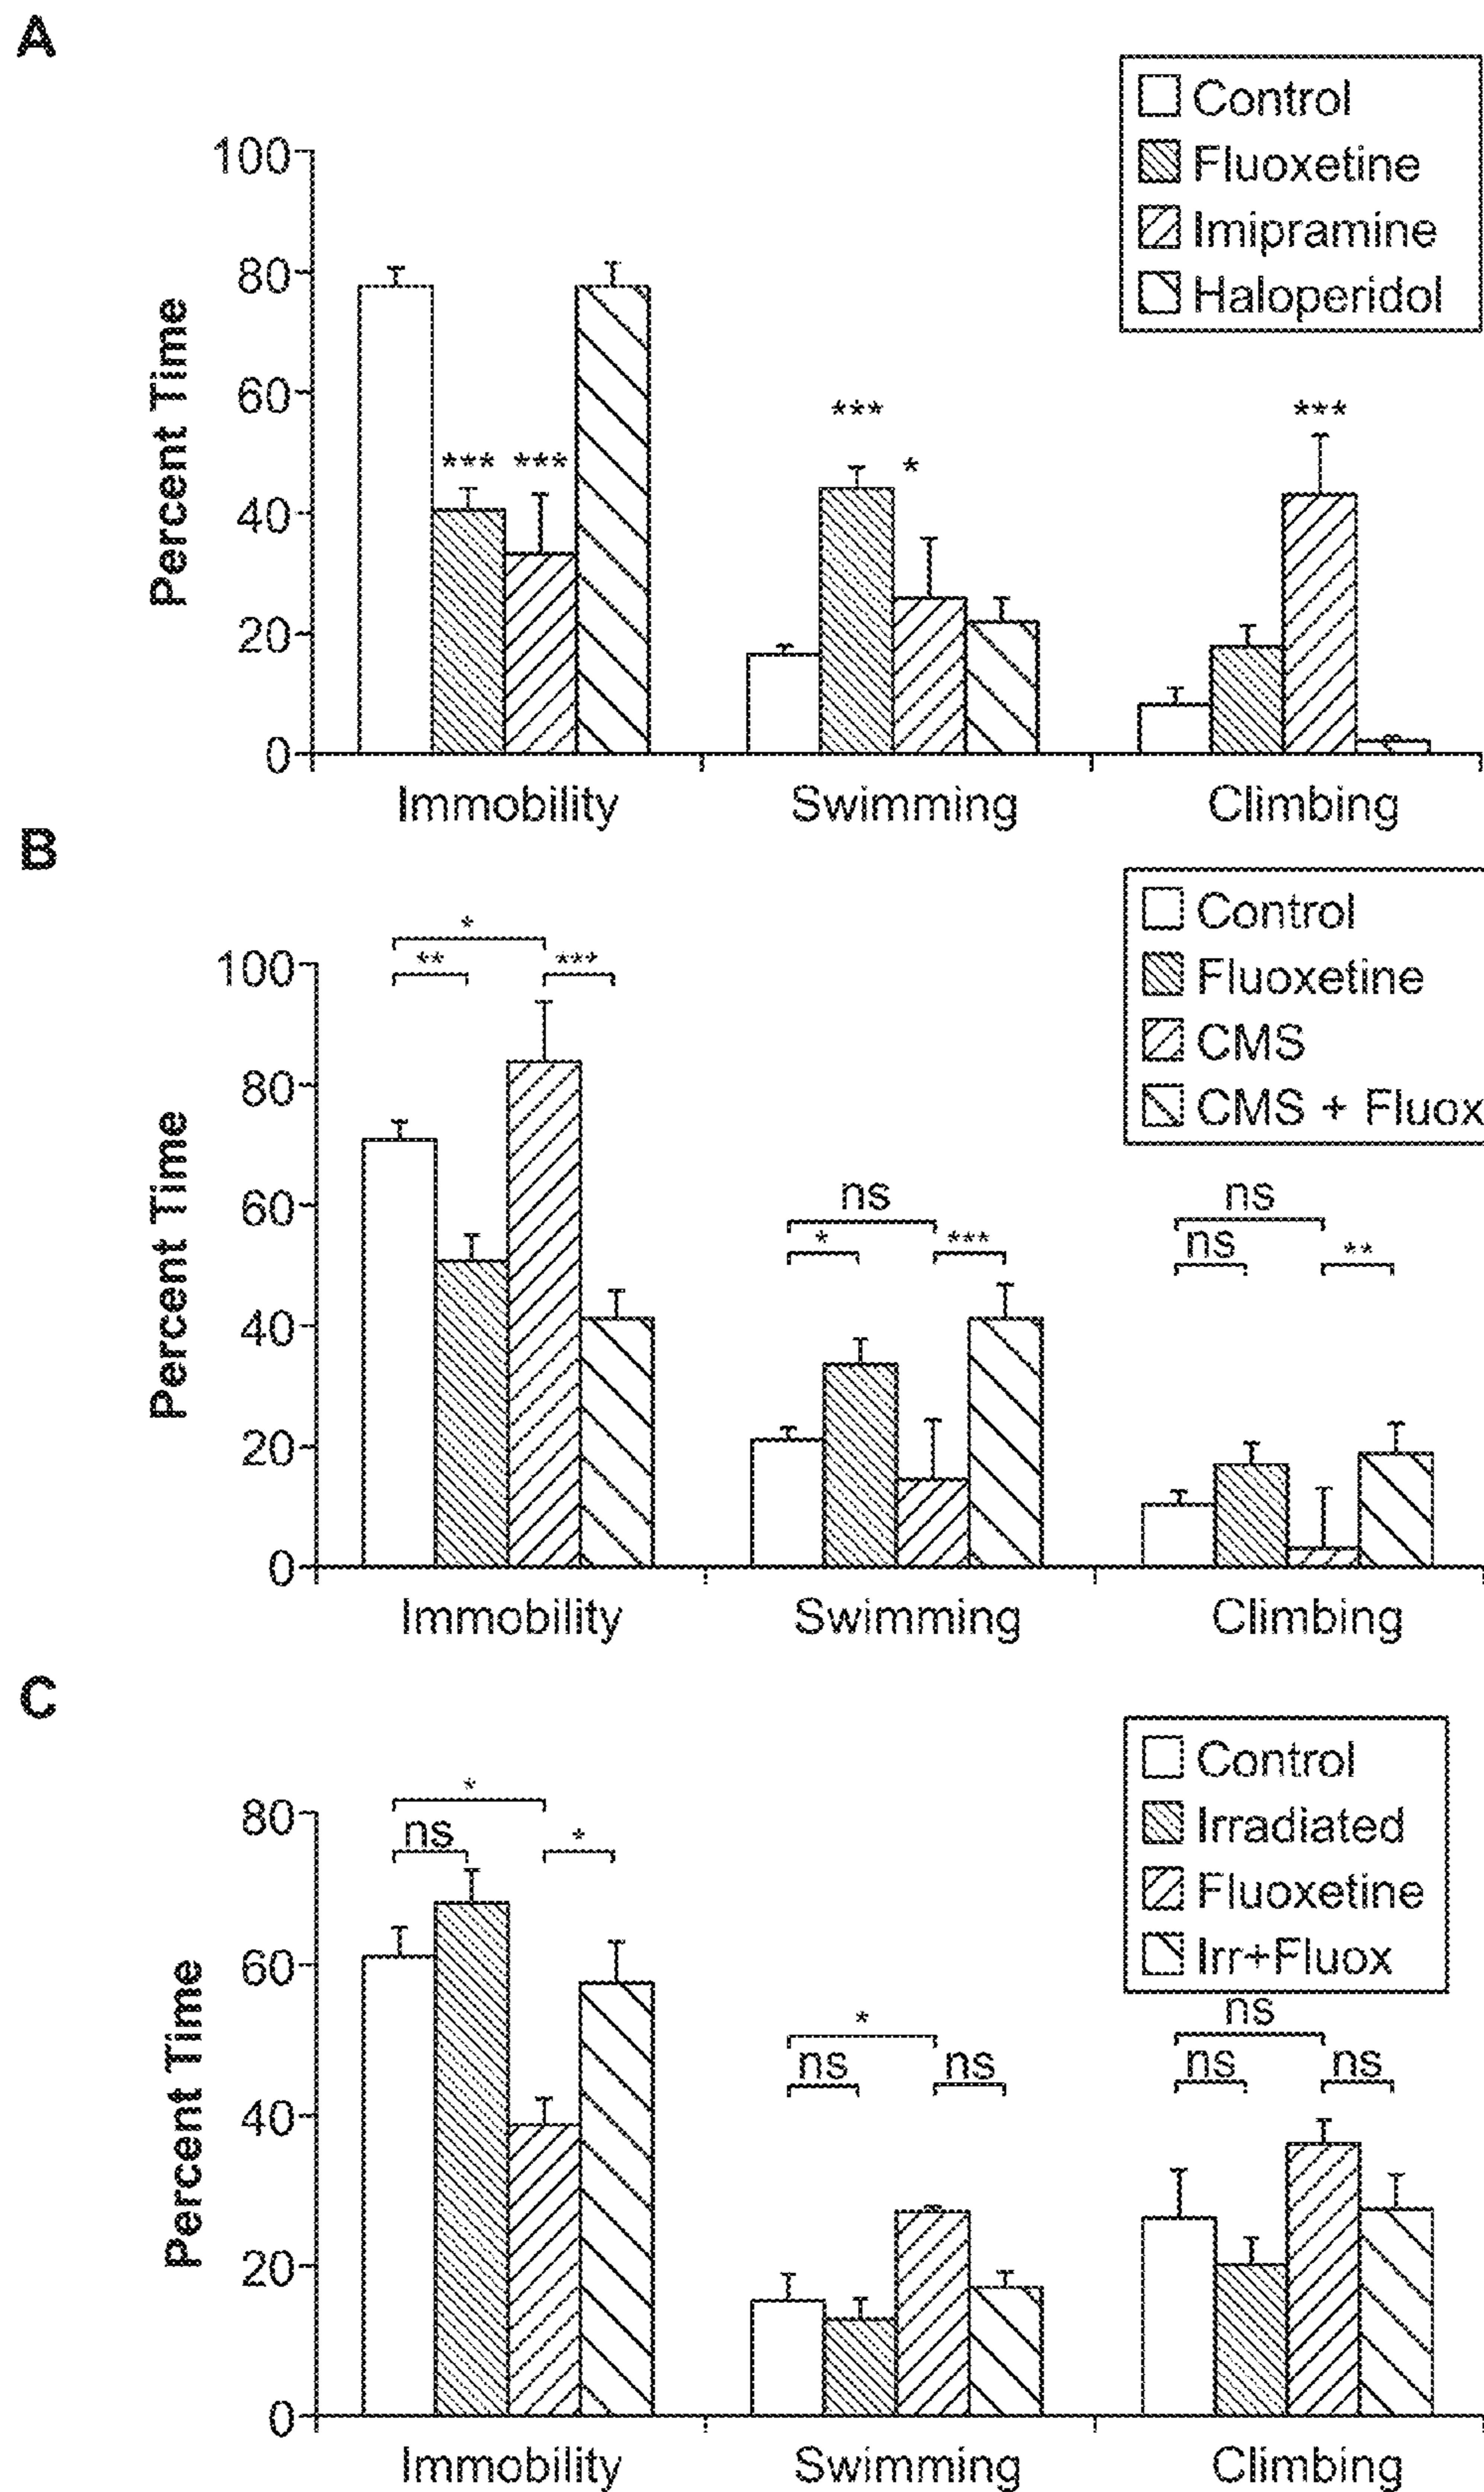 A
Control
Fluoxetine
Imipramine
Haloperidol
Percent Time
100
80
60
40
20
0
*** ***
*** *
***
Immobility Swimming Climbing
B
Control
Fluoxetine
CMS
CMS + Fluox
Percent Time
100
80
60
40
20
0
*
** ***
ns
* ***
ns
ns **
Immobility Swimming Climbing
C
Control
Irradiated
Fluoxetine
Irr+Fluox
Percent Time
80
60
40
20
0
*
ns *
*
ns ns
ns
ns ns
Immobility Swimming Climbing